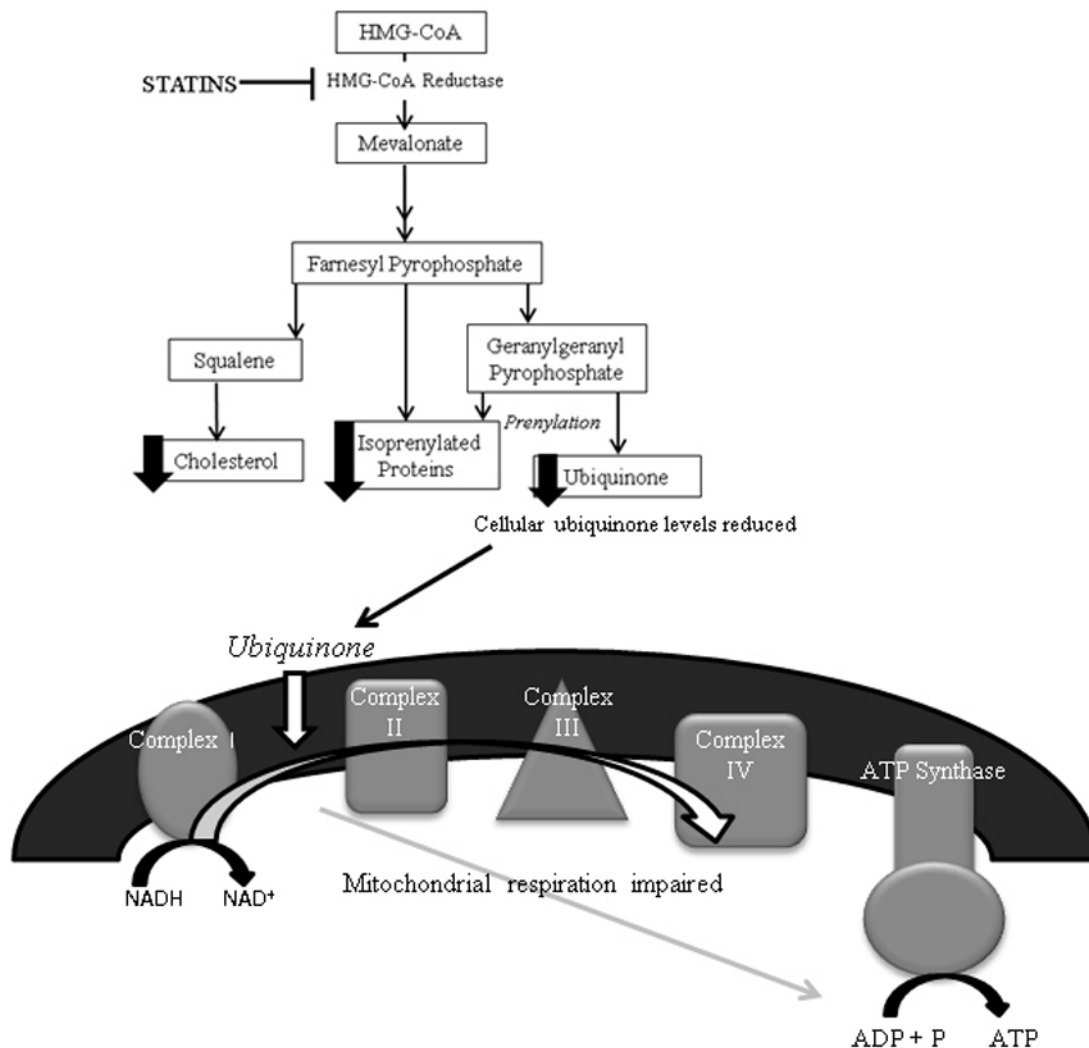 HMG-CoA
STATINS
HMG-CoA Reductase
Mevalonate
Farnesyl Pyrophosphate
Squalene
Geranylgeranyl
Pyrophosphate
Prenylation
Cholesterol
Isoprenylated
Proteins
Ubiquinone
Cellular ubiquinone levels reduced
Ubiquinone
Complex I
Complex
II
Complex
III
Complex
IV
ATP Synthase
NADH
NAD⁺
Mitochondrial respiration impaired
ADP + P
ATP